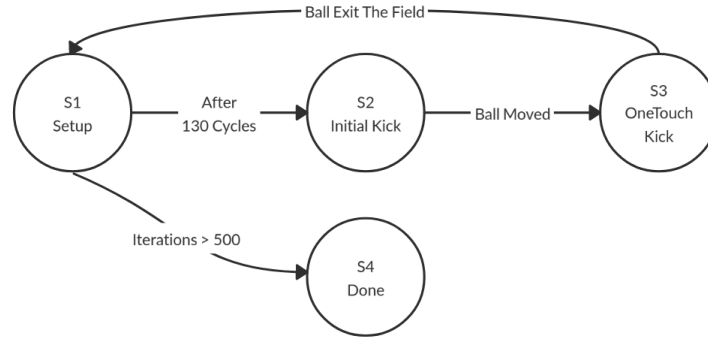 Ball Exit The Field
S1
Setup
After
130 Cycles
S2
Initial Kick
Ball Moved
S3
OneTouch
Kick
Iterations > 500
S4
Done